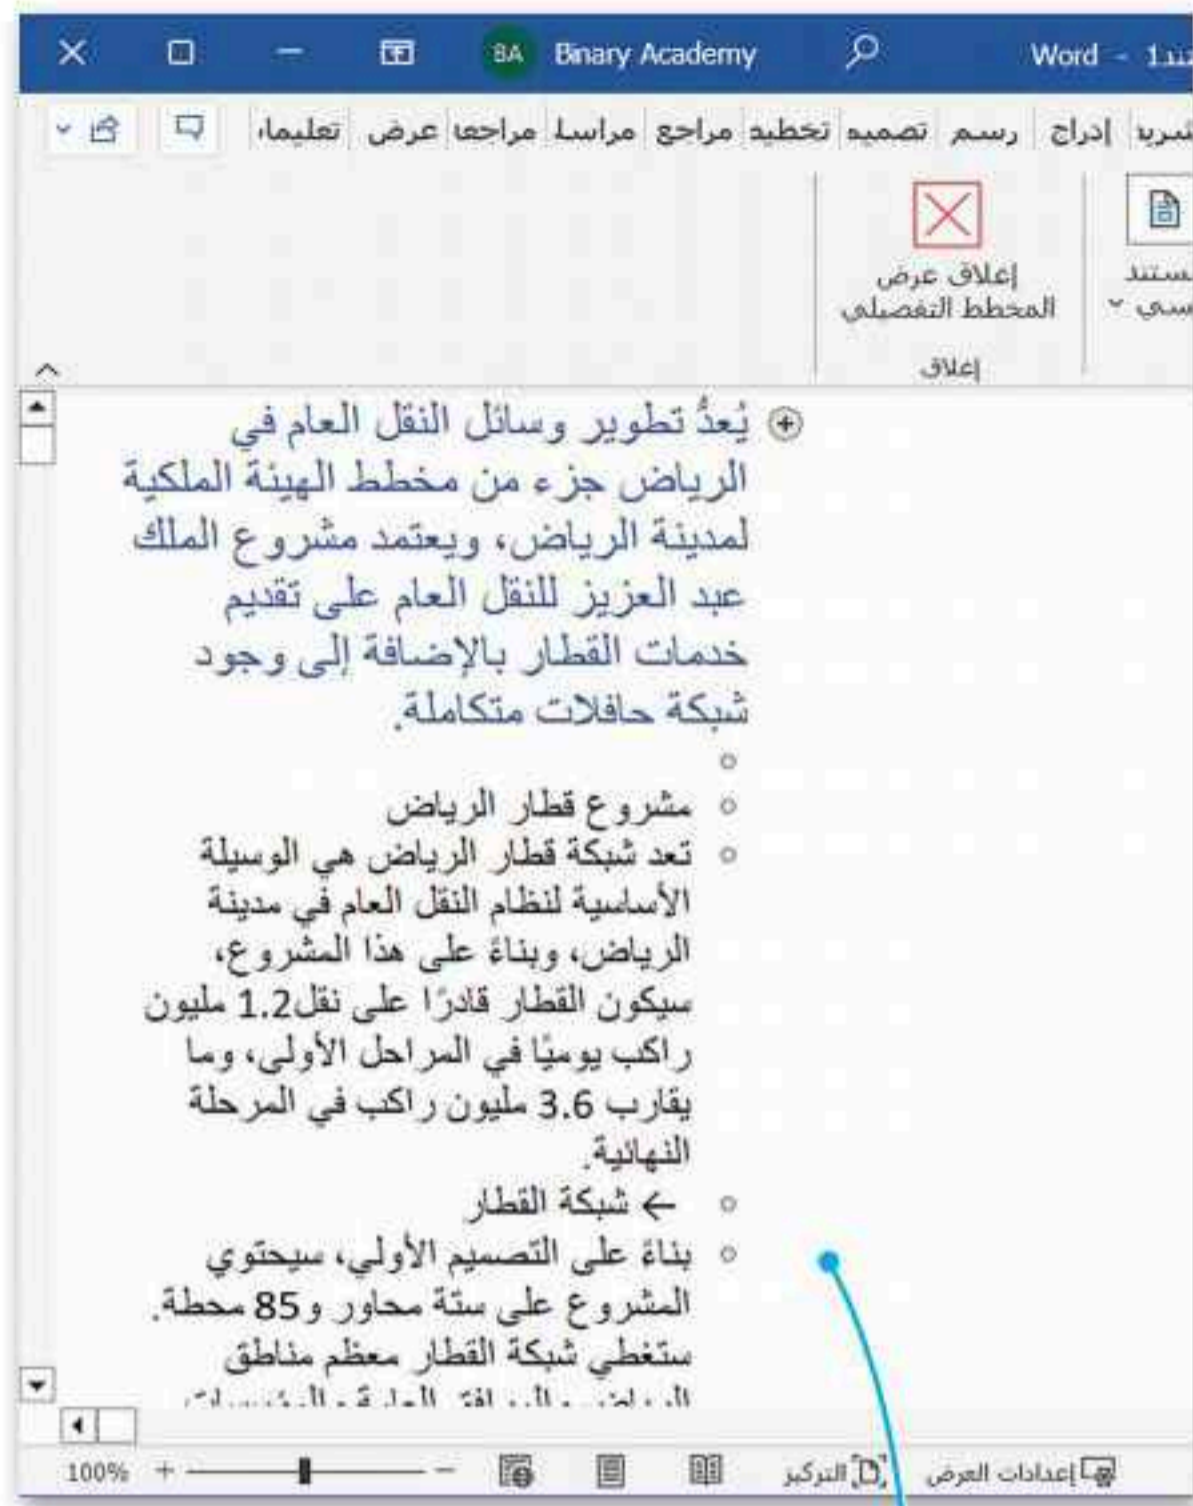 Word - Binary Academy BA
إدراج رسم تصميم تخطيط مراجع مراسل مراجعا عرض تعليمات
إغلاق عرض
المخطط التفصيلي
إغلاق
يُعدُّ تطوير وسائل النقل العام في
الرياض جزء من مخطط الهيئة الملكية
لمدينة الرياض، ويعتمد مشروع الملك
عبد العزيز للنقل العام على تقديم
خدمات القطار بالإضافة إلى وجود
شبكة حافلات متكاملة.
مشروع قطار الرياض
تعد شبكة قطار الرياض هي الوسيلة
الأساسية لنظام النقل العام في مدينة
الرياض، وبناءً على هذا المشروع،
سيكون القطار قادرًا على نقل1.2 مليون
راكب يوميًا في المراحل الأولى، وما
يقارب 3.6 مليون راكب في المرحلة
النهائية.
← شبكة القطار
بناءً على التصميم الأولي، سيحتوي
المشروع على ستة محاور و85 محطة.
ستغطي شبكة القطار معظم مناطق
إعدادات العرض التركيز 100%